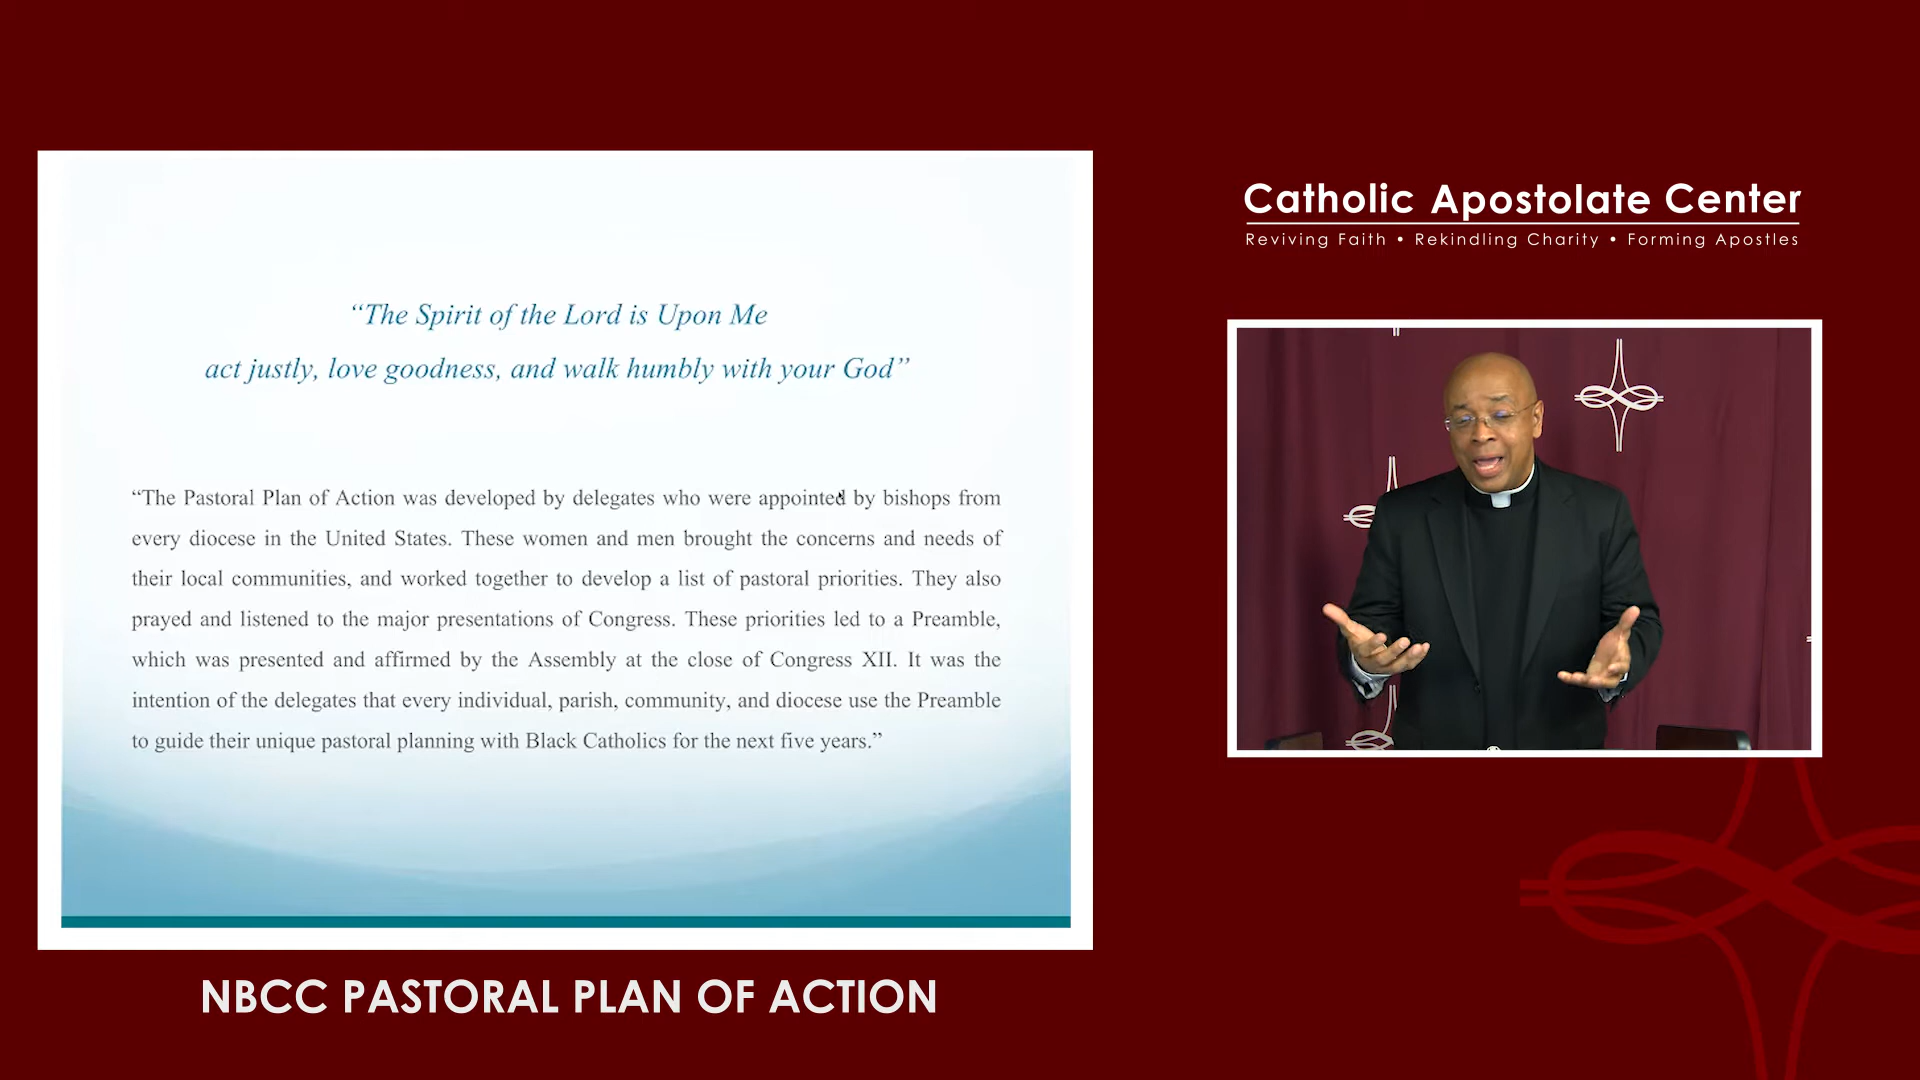 “The Spirit of the Lord is Upon Me
act justly, love goodness, and walk humbly with your God”
“The Pastoral Plan of Action was developed by delegates who were appointed by bishops from
every diocese in the United States. These women and men brought the concerns and needs of
their local communities, and worked together to develop a list of pastoral priorities. They also
prayed and listened to the major presentations of Congress. These priorities led to a Preamble,
which was presented and affirmed by the Assembly at the close of Congress XII. It was the
intention of the delegates that every individual, parish, community, and diocese use the Preamble
to guide their unique pastoral planning with Black Catholics for the next five years.”
NBCC PASTORAL PLAN OF ACTION
Catholic Apostolate Center
Reviving Faith • Rekindling Charity • Forming Apostles